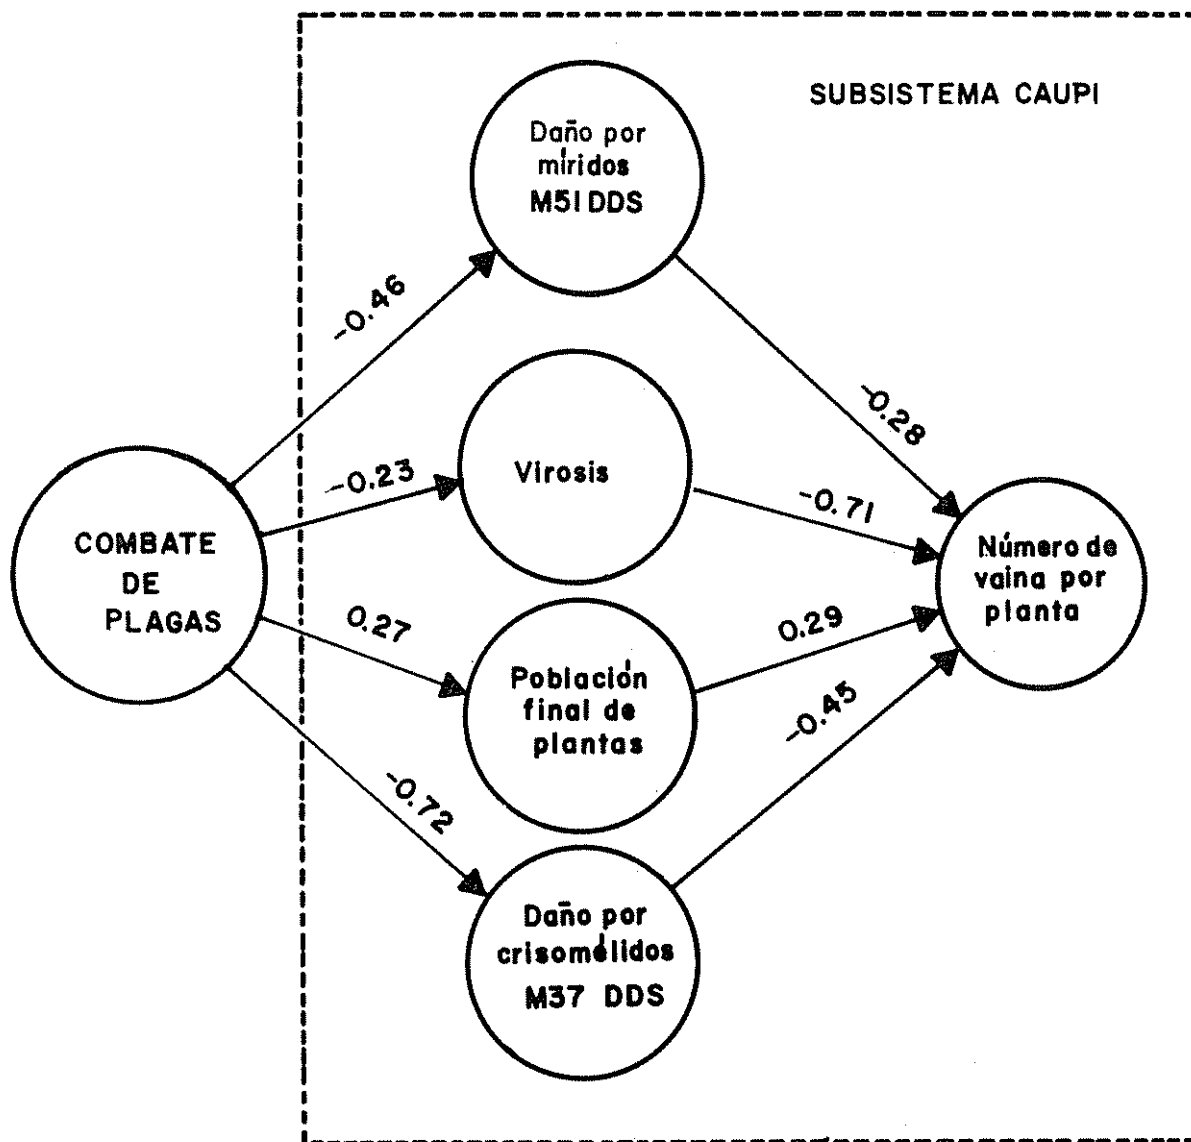 SUBSISTEMA CAUPI
Daño por
míridos
M51 DDS
-0.46
-0.28
Virosis
-0.23
-0.71
COMBATE
DE
PLAGAS
Número de
vaina por
planta
0.27
0.29
Población
final de
plantas
-0.72
-0.45
Daño por
crisomélidos
M37 DDS